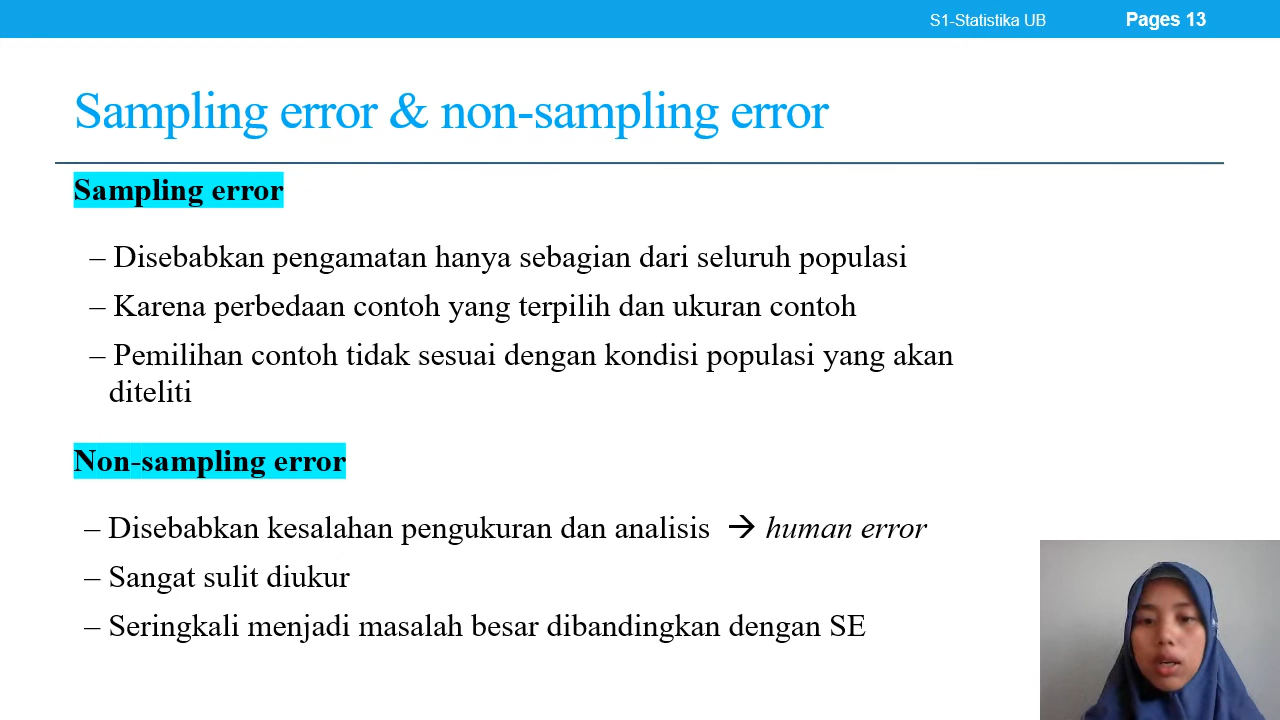 S1-Statistika UB Pages 13
Sampling error & non-sampling error
Sampling error
– Disebabkan pengamatan hanya sebagian dari seluruh populasi
– Karena perbedaan contoh yang terpilih dan ukuran contoh
– Pemilihan contoh tidak sesuai dengan kondisi populasi yang akan
diteliti
Non-sampling error
– Disebabkan kesalahan pengukuran dan analisis → human error
– Sangat sulit diukur
– Seringkali menjadi masalah besar dibandingkan dengan SE